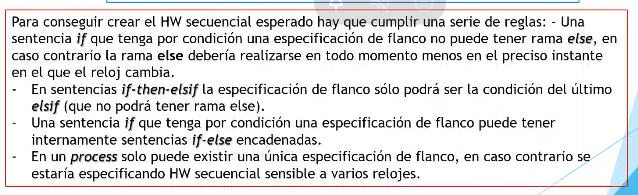 Para conseguir crear el HW secuencial esperado hay que cumplir una serie de reglas: - Una
sentencia if que tenga por condición una especificación de flanco no puede tener rama else, en
caso contrario la rama else debería realizarse en todo momento menos en el preciso instante
en el que el reloj cambia.
- En sentencias if-then-elsif la especificación de flanco sólo podrá ser la condición del último
elsif (que no podrá tener rama else).
- Una sentencia if que tenga por condición una especificación de flanco puede tener
internamente sentencias if-else encadenadas.
- En un process solo puede existir una única especificación de flanco, en caso contrario se
estaría especificando HW secuencial sensible a varios relojes.